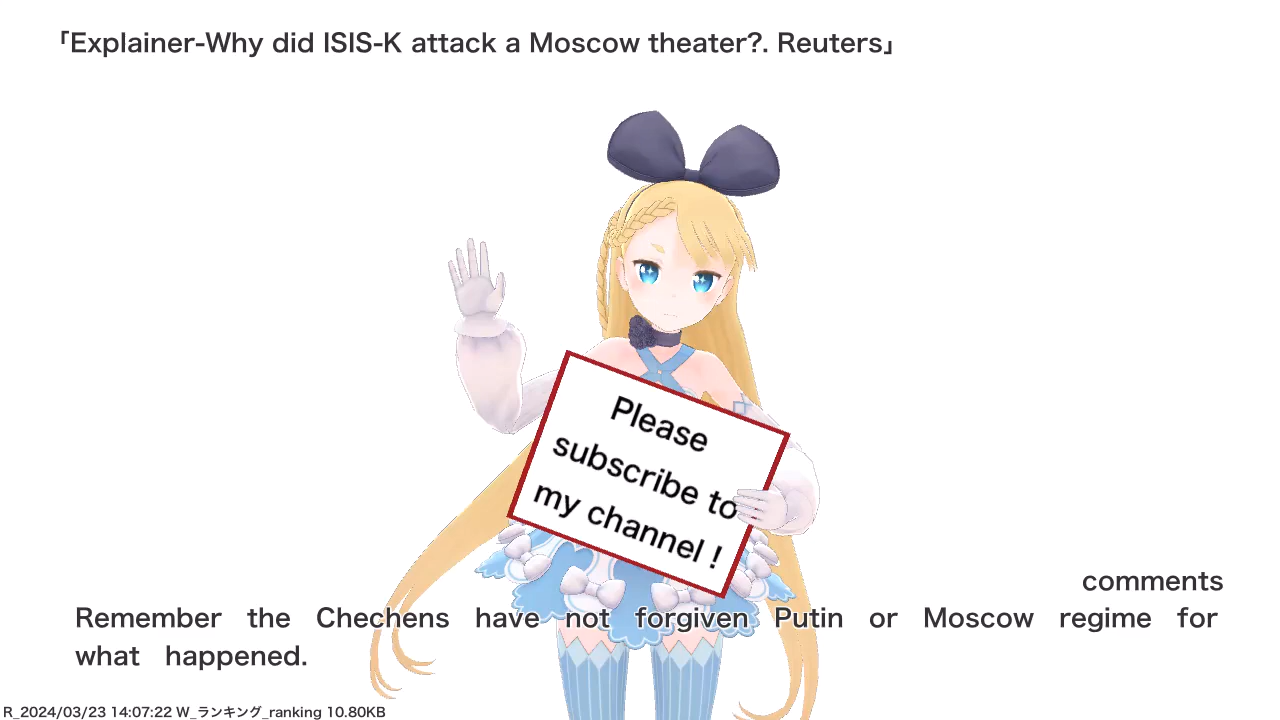 「Explainer-Why did ISIS-K attack a Moscow theater?. Reuters」
Please
subscribe to
my channel !
comments
Remember the Chechens have not forgiven Putin or Moscow regime for
what happened.
R_2024/03/23 14:07:22 W_ランキング_ranking 10.80KB